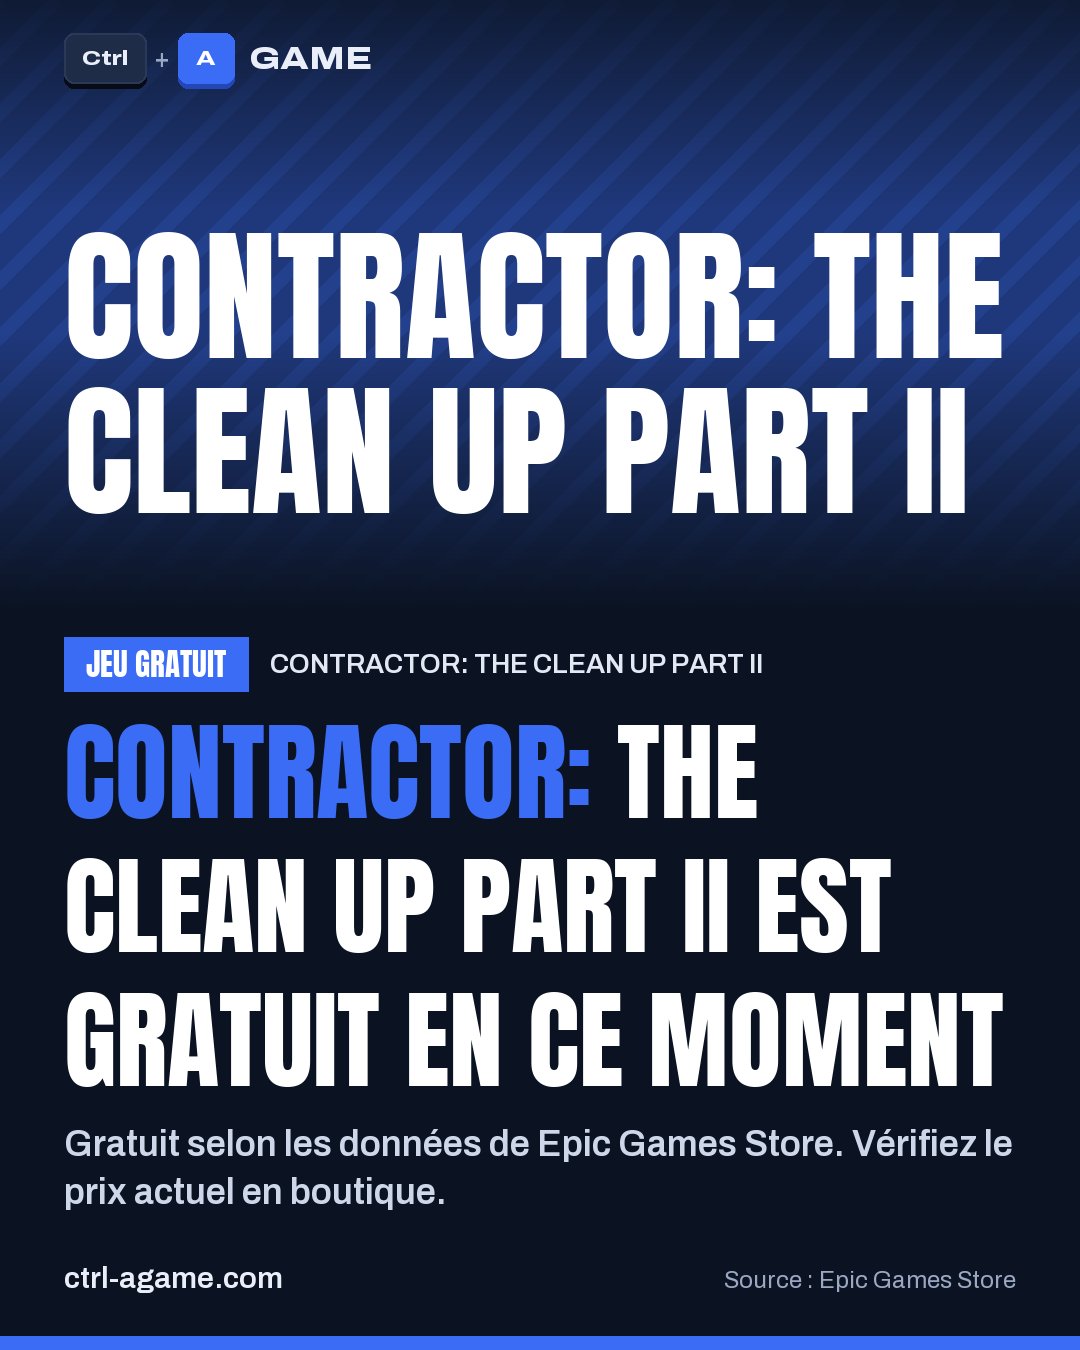 Ctrl + A GAME
CONTRACTOR: THE
CLEAN UP PART II
JEU GRATUIT CONTRACTOR: THE CLEAN UP PART II
CONTRACTOR: THE
CLEAN UP PART II EST
GRATUIT EN CE MOMENT
Gratuit selon les données de Epic Games Store. Vérifiez le
prix actuel en boutique.
ctrl-agame.com Source : Epic Games Store